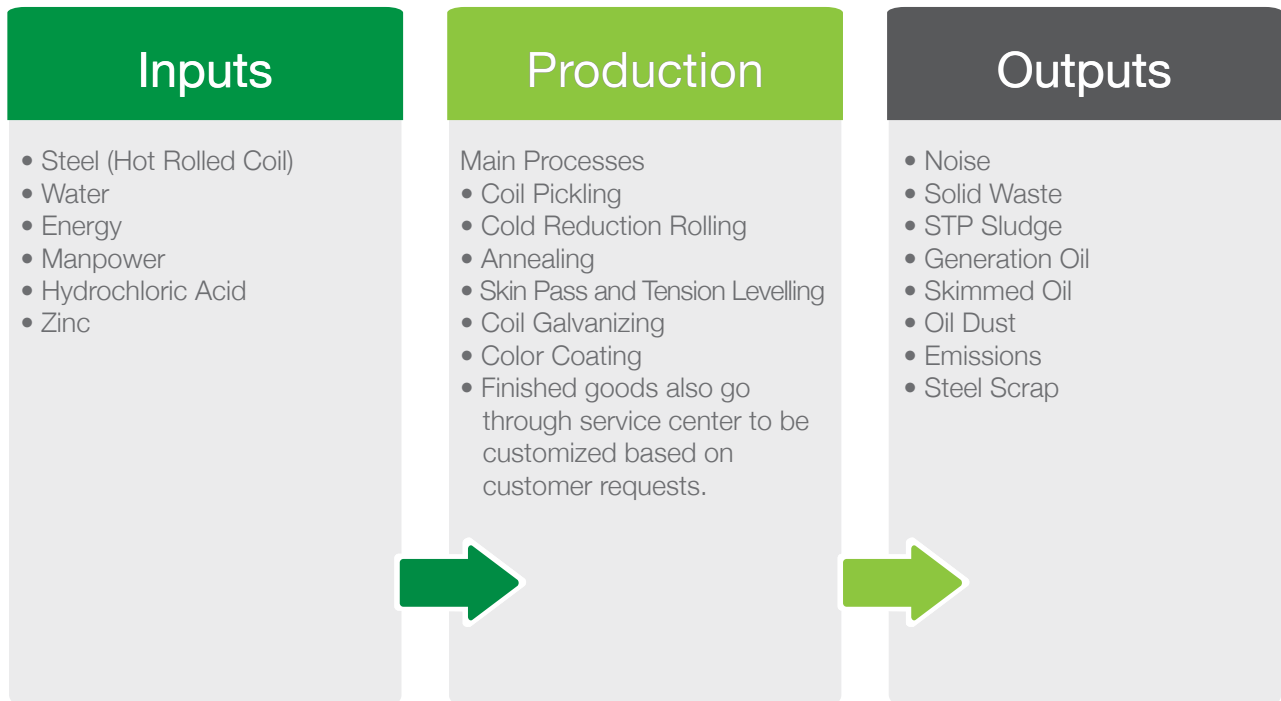 Inputs
• Steel (Hot Rolled Coil)
• Water
• Energy
• Manpower
• Hydrochloric Acid
• Zinc
Production
Main Processes
• Coil Pickling
• Cold Reduction Rolling
• Annealing
• Skin Pass and Tension Levelling
• Coil Galvanizing
• Color Coating
• Finished goods also go
through service center to be
customized based on
customer requests.
Outputs
• Noise
• Solid Waste
• STP Sludge
• Generation Oil
• Skimmed Oil
• Oil Dust
• Emissions
• Steel Scrap